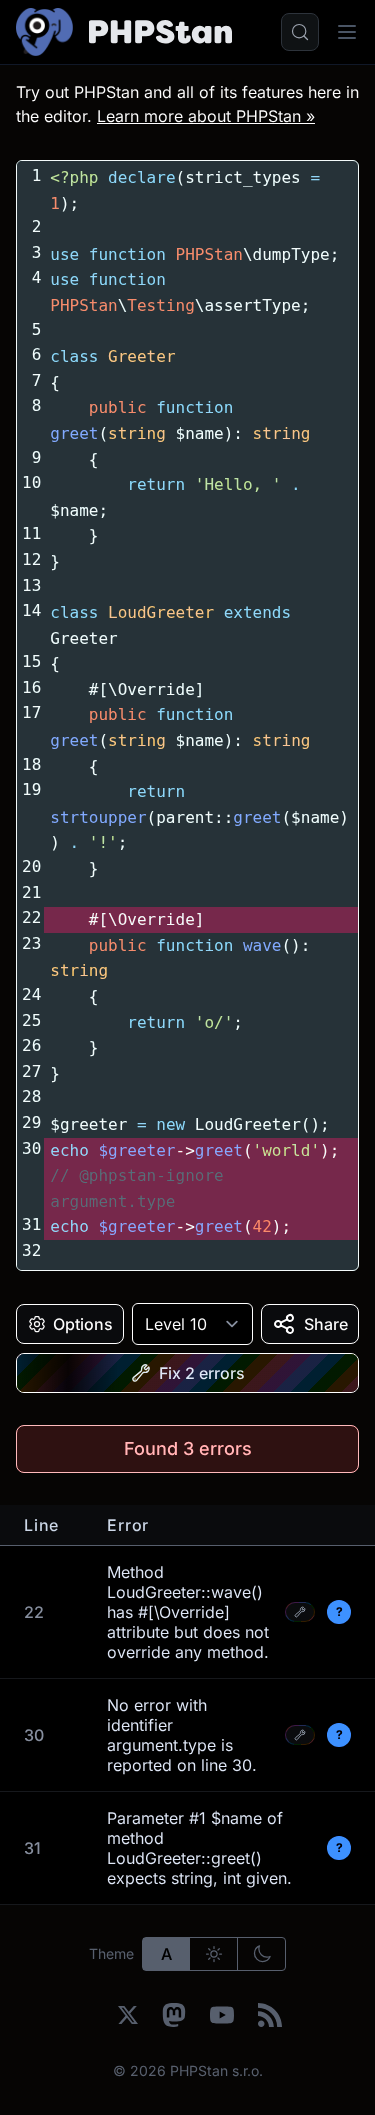 PHPStan
Try out PHPStan and all of its features here in
the editor. Learn more about PHPStan »
1 <?php declare(strict_types =
1);
2
3 use function PHPStan\dumpType;
4 use function
PHPStan\Testing\assertType;
5
6 class Greeter
7 {
8     public function
greet(string $name): string
9     {
10         return 'Hello, ' .
$name;
11     }
12 }
13
14 class LoudGreeter extends
Greeter
15 {
16     #[\Override]
17     public function
greet(string $name): string
18     {
19         return
strtoupper(parent::greet($name)
) . '!';
20     }
21
22     #[\Override]
23     public function wave():
string
24     {
25         return 'o/';
26     }
27 }
28
29 $greeter = new LoudGreeter();
30 echo $greeter->greet('world');
// @phpstan-ignore
argument.type
31 echo $greeter->greet(42);
32
Options
Level 10
Share
Fix 2 errors
Found 3 errors
Line Error
22 Method
LoudGreeter::wave()
has #[\Override]
attribute but does not
override any method.
?
30 No error with
identifier
argument.type is
reported on line 30.
?
31 Parameter #1 $name of
method
LoudGreeter::greet()
expects string, int given.
?
Theme A
© 2026 PHPStan s.r.o.